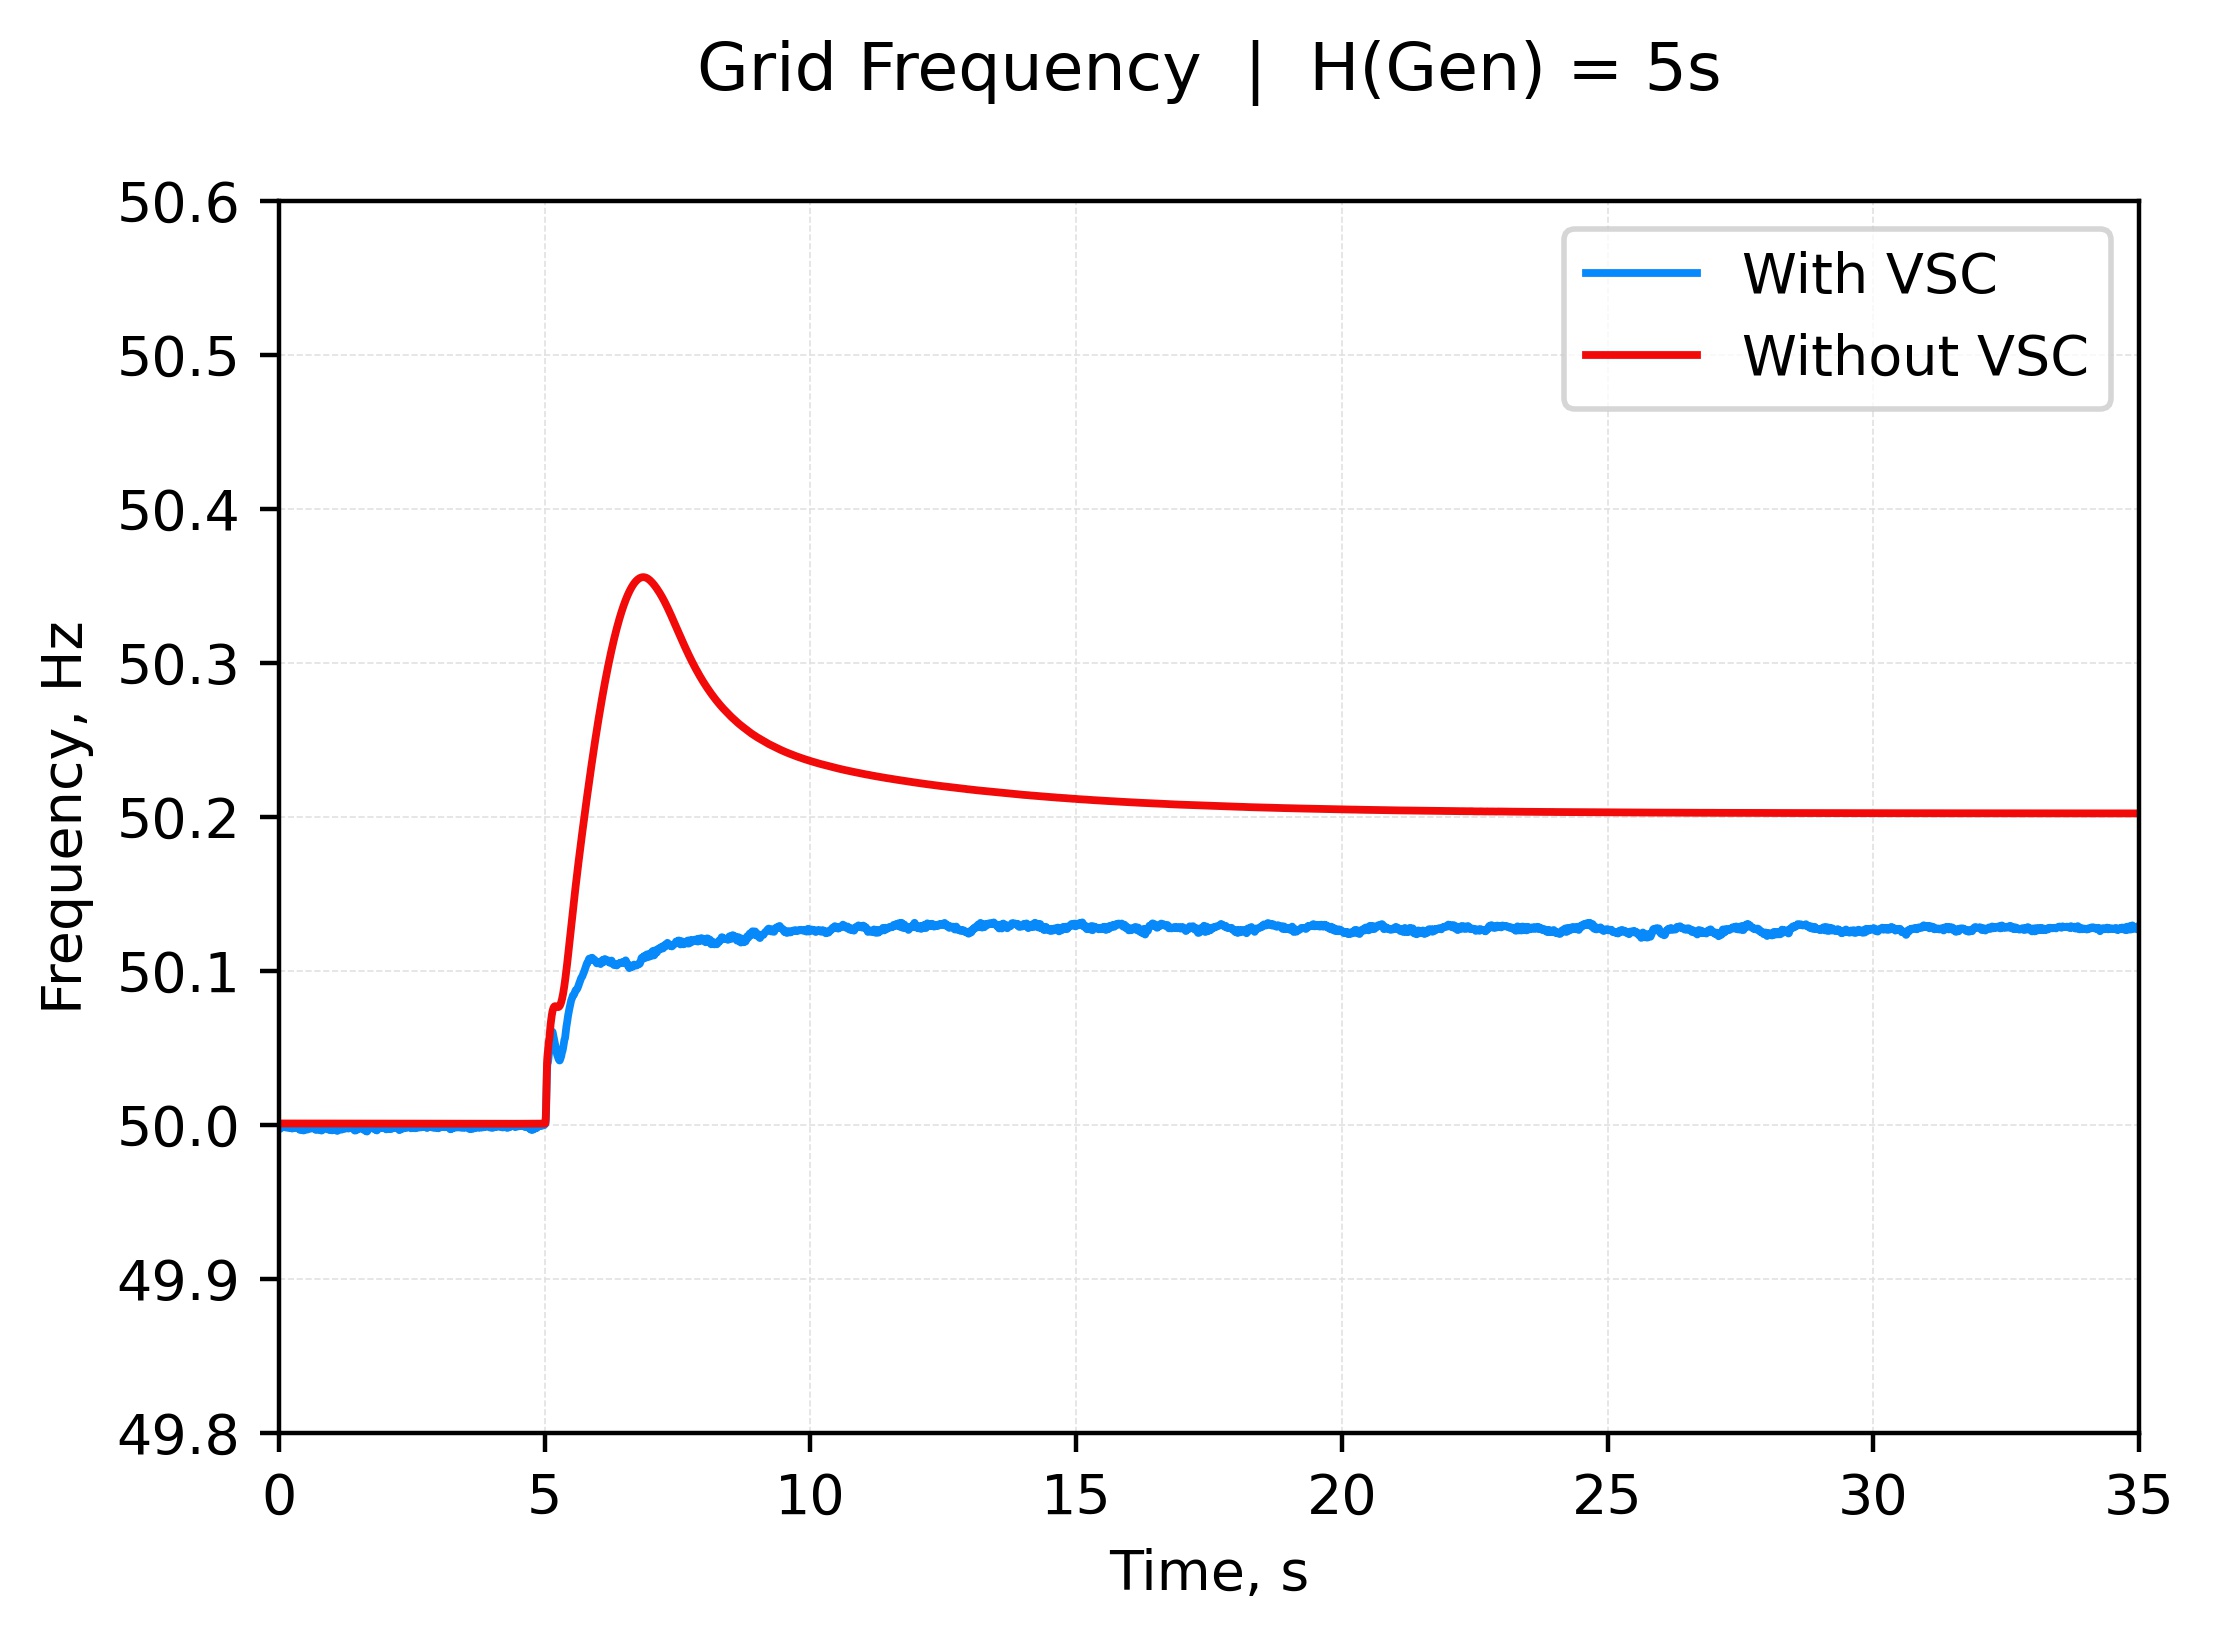 Grid Frequency | H(Gen) = 5s
50.6
50.5
50.4
50.3
50.2
50.1
50.0
49.9
49.8
Frequency, Hz
With VSC
Without VSC
0 5 10 15 20 25 30 35
Time, s